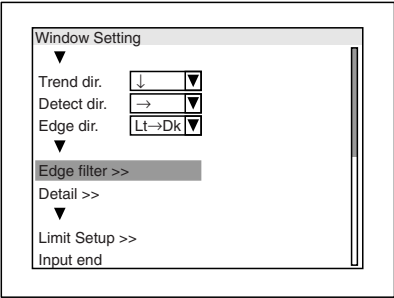 Window Setting
▼
Trend dir. ↓ ▼
Detect dir. → ▼
Edge dir. Lt→Dk ▼
▼
Edge filter >>
Detail >>
▼
Limit Setup >>
Input end